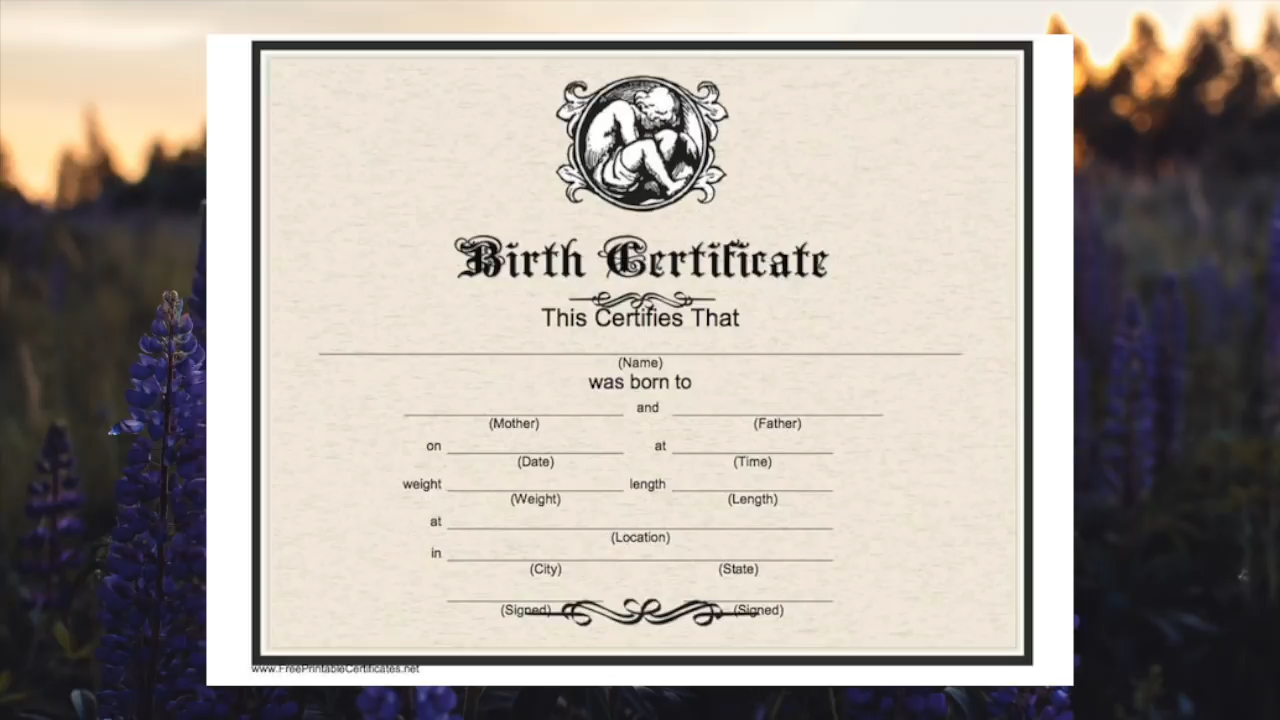 Birth Certificate
This Certifies That
(Name)
was born to
and
(Mother) (Father)
on at
(Date) (Time)
weight length
(Weight) (Length)
at
(Location)
in
(City) (State)
(Signed) (Signed)
www.FreePrintableCertificates.net